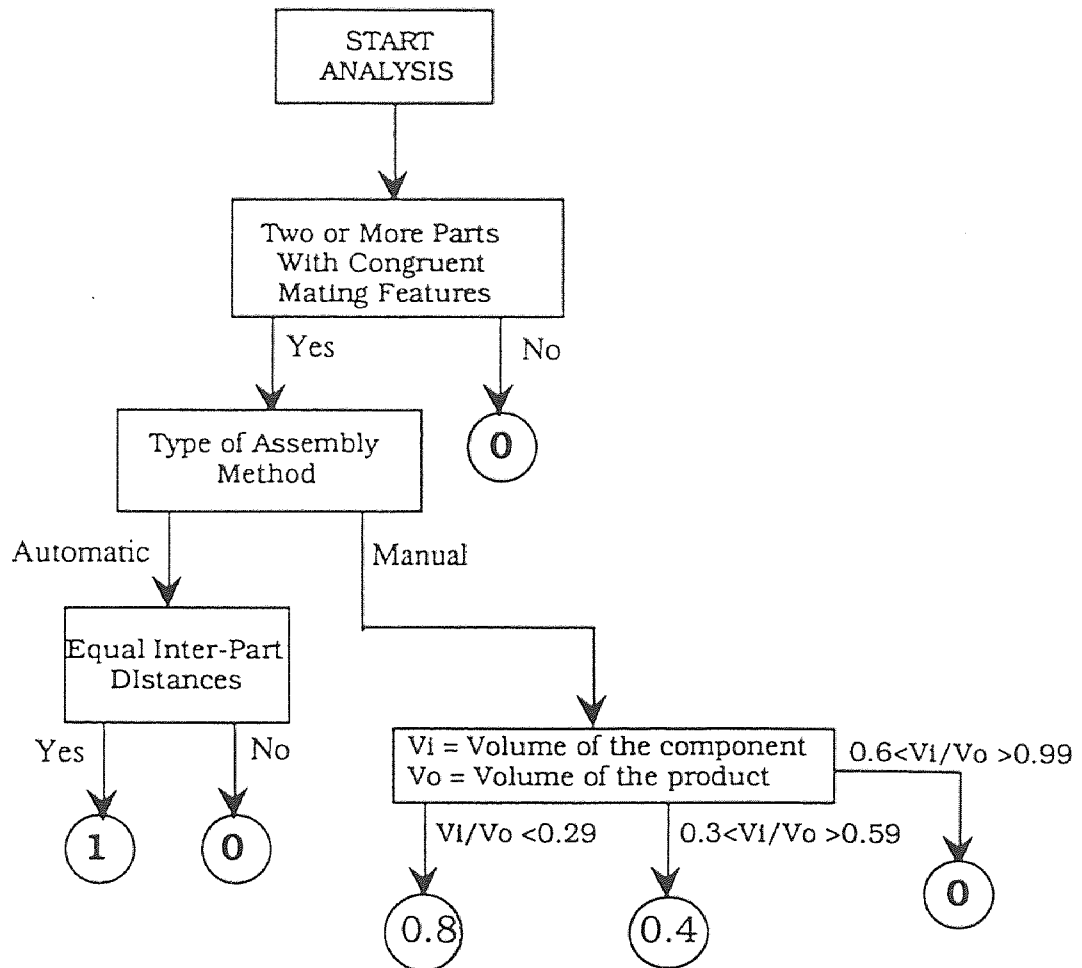 START
ANALYSIS
Two or More Parts
With Congruent
Mating Features
Yes
No
Type of Assembly
Method
0
Automatic
Manual
Equal Inter-Part
DIstances
Yes
No
Vi = Volume of the component
Vo = Volume of the product
0.6<Vi/Vo >0.99
1
0
Vi/Vo <0.29
0.3<Vi/Vo >0.59
0
0.8
0.4